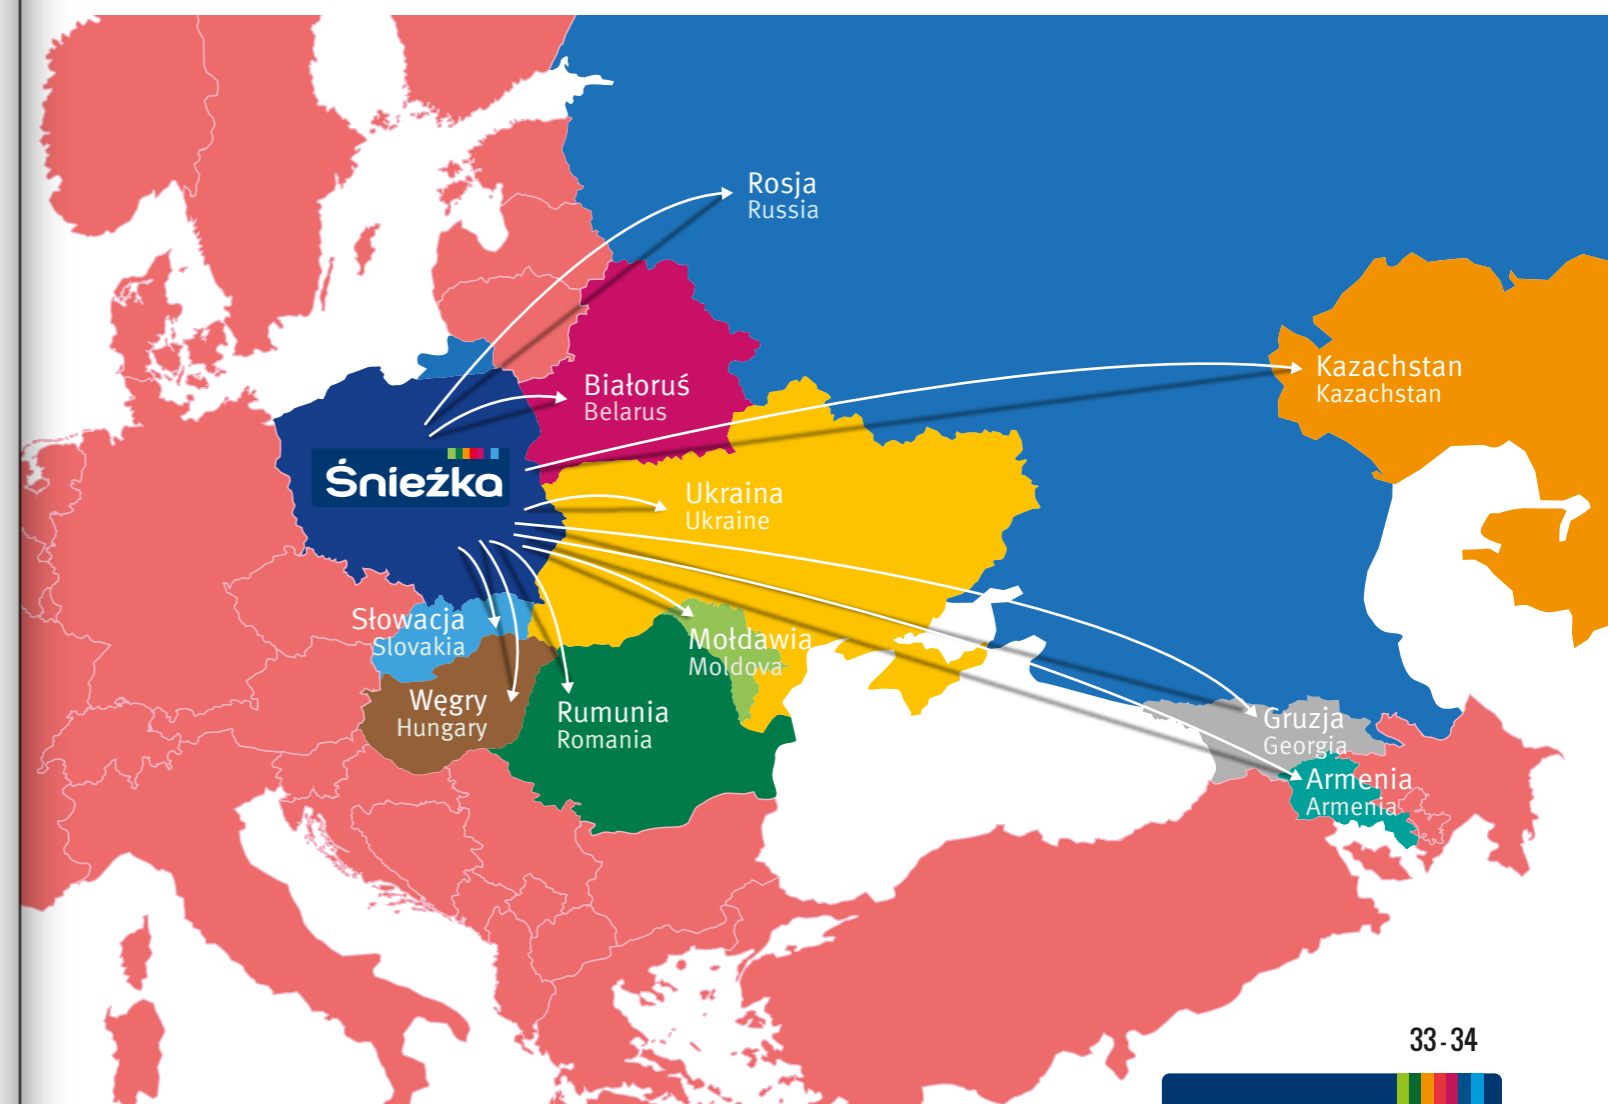 Rosja
Russia
Kazachstan
Kazachstan
Białoruś
Belarus
Śnieżka
Ukraina
Ukraine
Słowacja
Slovakia
Mołdawia
Moldova
Węgry
Hungary
Rumunia
Romania
Gruzja
Georgia
Armenia
Armenia
33-34